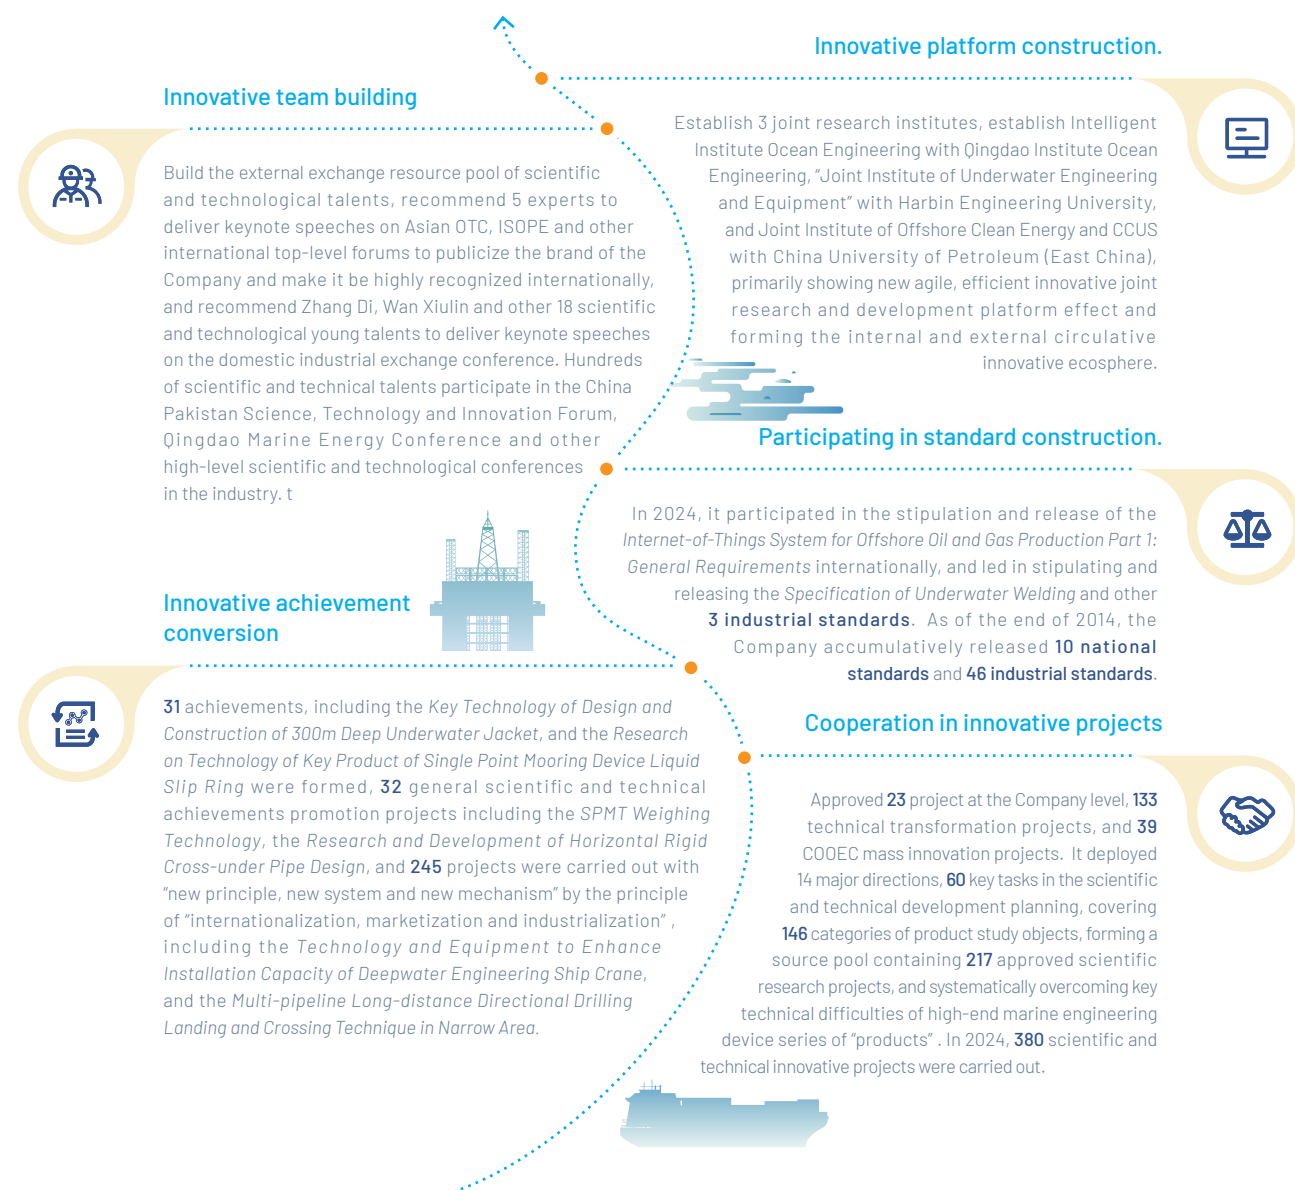 Innovative platform construction.
Establish 3 joint research institutes, establish Intelligent
Institute Ocean Engineering with Qingdao Institute Ocean
Engineering, “Joint Institute of Underwater Engineering
and Equipment” with Harbin Engineering University,
and Joint Institute of Offshore Clean Energy and CCUS
with China University of Petroleum (East China),
primarily showing new agile, efficient innovative joint
research and development platform effect and
forming the internal and external circulative
innovative ecosphere.
Innovative team building
Build the external exchange resource pool of scientific
and technological talents, recommend 5 experts to
deliver keynote speeches on Asian OTC, ISOPE and other
international top-level forums to publicize the brand of the
Company and make it be highly recognized internationally,
and recommend Zhang Di, Wan Xiulin and other 18 scientific
and technological young talents to deliver keynote speeches
on the domestic industrial exchange conference. Hundreds
of scientific and technical talents participate in the China
Pakistan Science, Technology and Innovation Forum,
Qingdao Marine Energy Conference and other
high-level scientific and technological conferences
in the industry. t
Participating in standard construction.
In 2024, it participated in the stipulation and release of the
Internet-of-Things System for Offshore Oil and Gas Production Part 1:
General Requirements internationally, and led in stipulating and
releasing the Specification of Underwater Welding and other
3 industrial standards. As of the end of 2014, the
Company accumulatively released 10 national
standards and 46 industrial standards.
Innovative achievement
conversion
31 achievements, including the Key Technology of Design and
Construction of 300m Deep Underwater Jacket, and the Research
on Technology of Key Product of Single Point Mooring Device Liquid
Slip Ring were formed, 32 general scientific and technical
achievements promotion projects including the SPMT Weighing
Technology, the Research and Development of Horizontal Rigid
Cross-under Pipe Design, and 245 projects were carried out with
“new principle, new system and new mechanism” by the principle
of “internationalization, marketization and industrialization” ,
including the Technology and Equipment to Enhance
Installation Capacity of Deepwater Engineering Ship Crane,
and the Multi-pipeline Long-distance Directional Drilling
Landing and Crossing Technique in Narrow Area.
Cooperation in innovative projects
Approved 23 project at the Company level, 133
technical transformation projects, and 39
COOEC mass innovation projects. It deployed
14 major directions, 60 key tasks in the scientific
and technical development planning, covering
146 categories of product study objects, forming a
source pool containing 217 approved scientific
research projects, and systematically overcoming key
technical difficulties of high-end marine engineering
device series of “products” . In 2024, 380 scientific and
technical innovative projects were carried out.